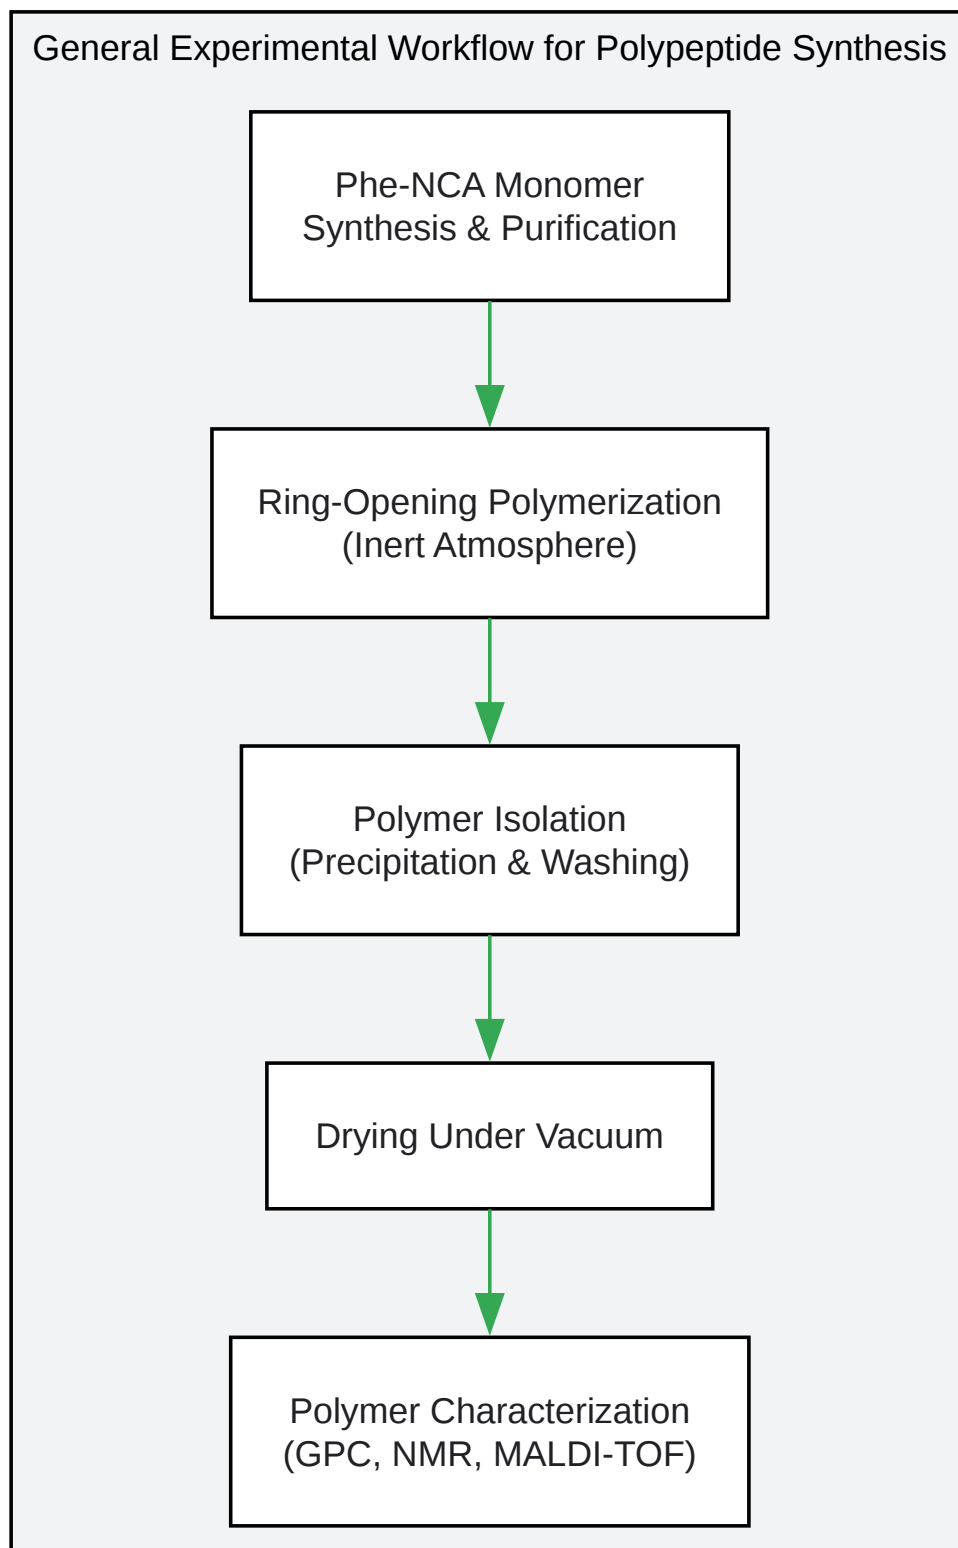 General Experimental Workflow for Polypeptide Synthesis
Phe-NCA Monomer
Synthesis & Purification
Ring-Opening Polymerization
(Inert Atmosphere)
Polymer Isolation
(Precipitation & Washing)
Drying Under Vacuum
Polymer Characterization
(GPC, NMR, MALDI-TOF)